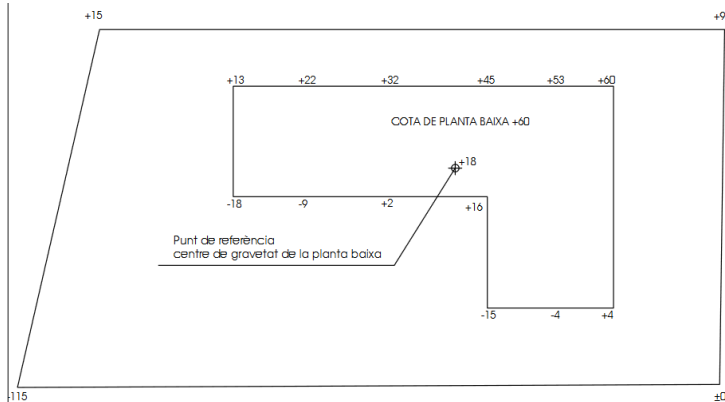 +15 +9
+13 +22 +32 +45 +53 +60
COTA DE PLANTA BAIXA +60
+18
-18 -9 +2 +16
Punt de referència
centre de gravetat de la planta baixa
-15 -4 +4
-115 ±0